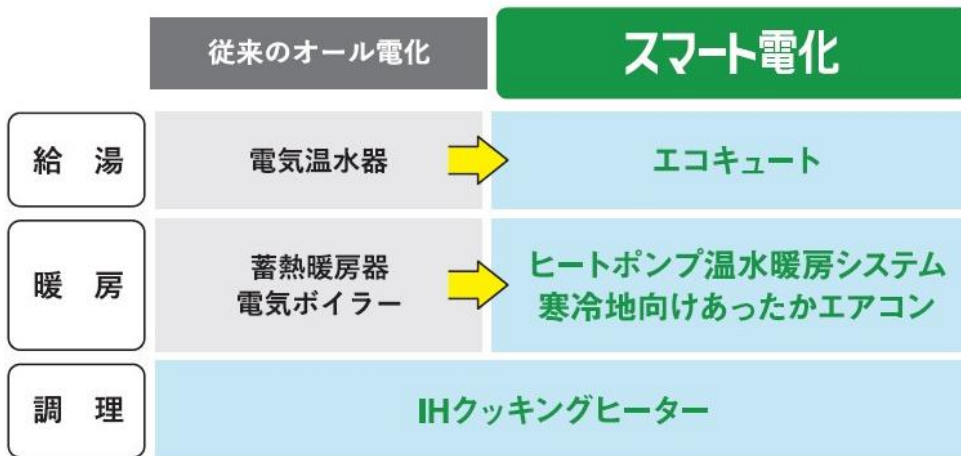 従来のオール電化
スマート電化
給湯
電気温水器
エコキュート
暖房
蓄熱暖房器
電気ボイラー
ヒートポンプ温水暖房システム
寒冷地向けあったかエアコン
調理
IHクッキングヒーター